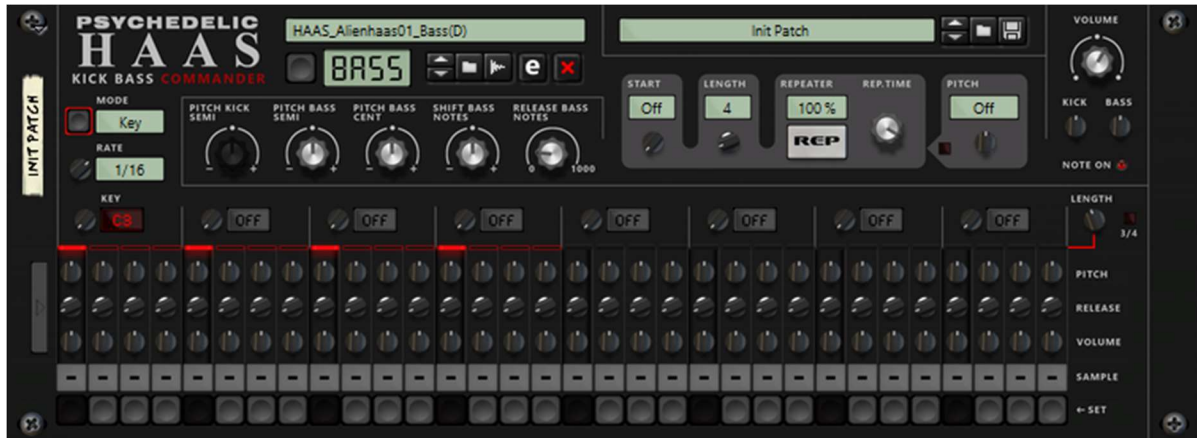 PSYCHEDELIC
HAAS
KICK BASS COMMANDER
HAAS_Alienhaas01_Bass(D)
BASS
e
Init Patch
VOLUME
KICK BASS
NOTE ON
INIT PATCH
MODE
Key
RATE
1/16
PITCH KICK
SEMI
- +
PITCH BASS
SEMI
- +
PITCH BASS
CENT
- +
SHIFT BASS
NOTES
- +
RELEASE BASS
NOTES
0 1000
START
Off
LENGTH
4
REPEATER
100 %
REP
REP.TIME
PITCH
Off
KEY
C3 OFF OFF OFF OFF OFF OFF OFF
LENGTH
3/4
PITCH
RELEASE
VOLUME
- - - - - - - - - - - - - - - - - - - - - - - - - - - - - - - - SAMPLE
←SET